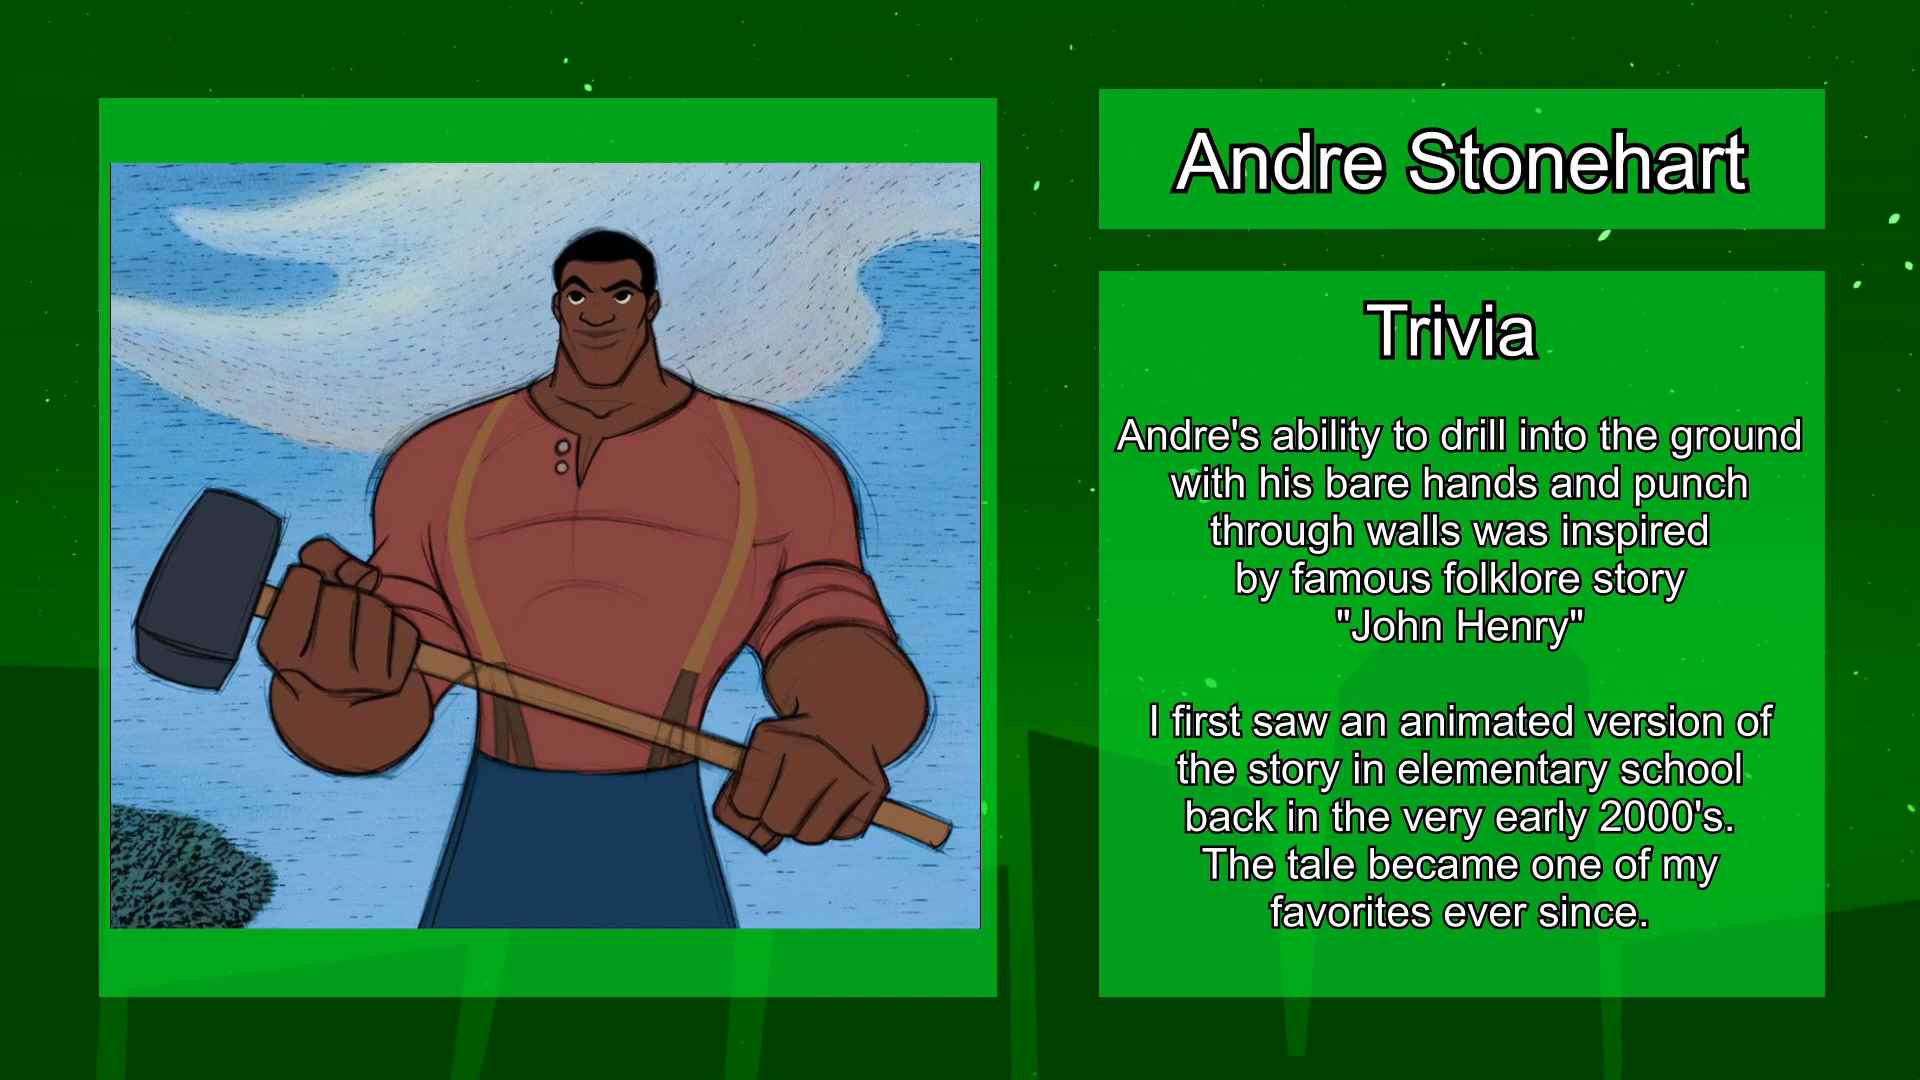 Andre Stonehart
Trivia
Andre's ability to drill into the ground
with his bare hands and punch
through walls was inspired
by famous folklore story
"John Henry"
I first saw an animated version of
the story in elementary school
back in the very early 2000's.
The tale became one of my
favorites ever since.